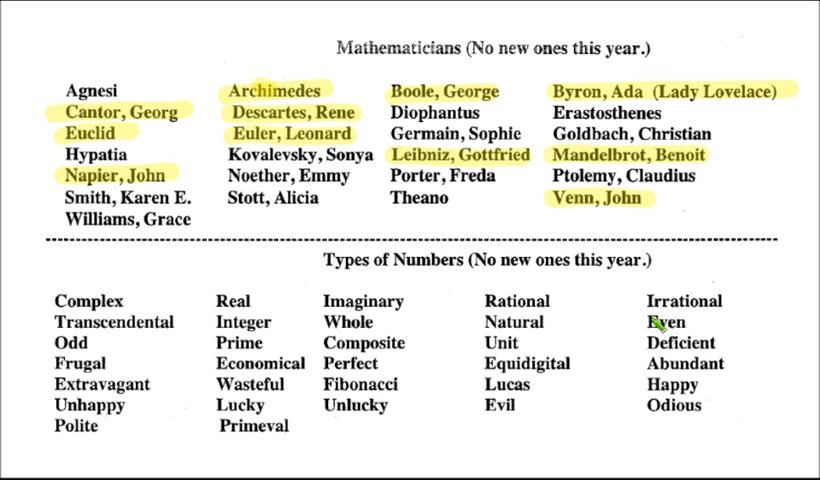 Mathematicians (No new ones this year.)
Agnesi Archimedes Boole, George Byron, Ada (Lady Lovelace)
Cantor, Georg Descartes, Rene Diophantus Erastosthenes
Euclid Euler, Leonard Germain, Sophie Goldbach, Christian
Hypatia Kovalevsky, Sonya Leibniz, Gottfried Mandelbrot, Benoit
Napier, John Noether, Emmy Porter, Freda Ptolemy, Claudius
Smith, Karen E. Stott, Alicia Theano Venn, John
Williams, Grace
Types of Numbers (No new ones this year.)
Complex Real Imaginary Rational Irrational
Transcendental Integer Whole Natural Even
Odd Prime Composite Unit Deficient
Frugal Economical Perfect Equidigital Abundant
Extravagant Wasteful Fibonacci Lucas Happy
Unhappy Lucky Unlucky Evil Odious
Polite Primeval